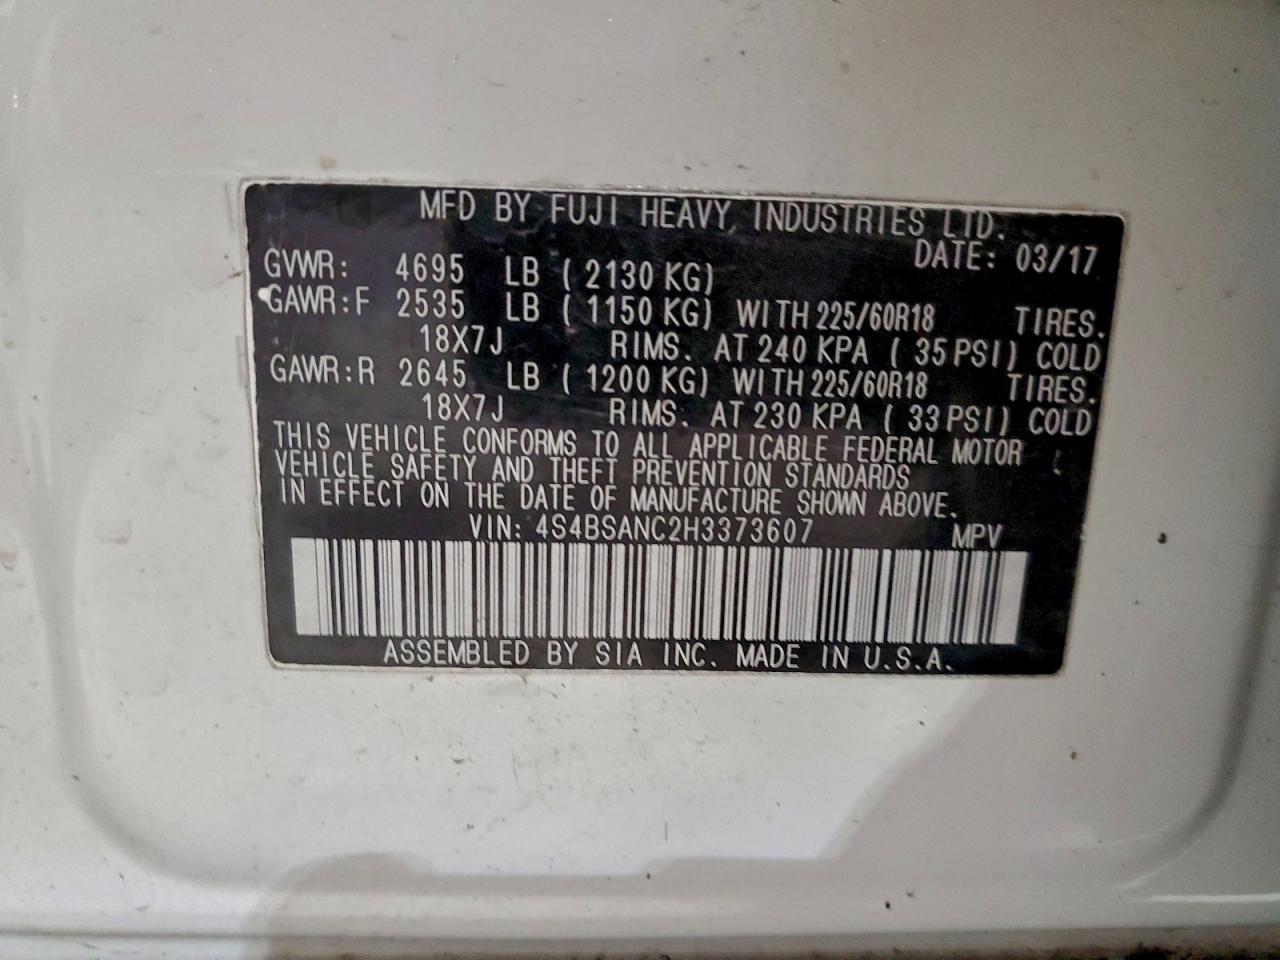 MFD BY FUJI HEAVY INDUSTRIES LTD.
DATE: 03/17
GVWR: 4695 LB ( 2130 KG)
GAWR:F 2535 LB ( 1150 KG) WITH 225/60R18 TIRES.
18X7J RIMS. AT 240 KPA ( 35 PSI) COLD
GAWR:R 2645 LB ( 1200 KG) WITH 225/60R18 TIRES.
18X7J RIMS. AT 230 KPA ( 33 PSI) COLD
THIS VEHICLE CONFORMS TO ALL APPLICABLE FEDERAL MOTOR
VEHICLE SAFETY AND THEFT PREVENTION STANDARDS
IN EFFECT ON THE DATE OF MANUFACTURE SHOWN ABOVE.
VIN: 4S4BSANC2H3373607 MPV
ASSEMBLED BY SIA INC. MADE IN U.S.A.